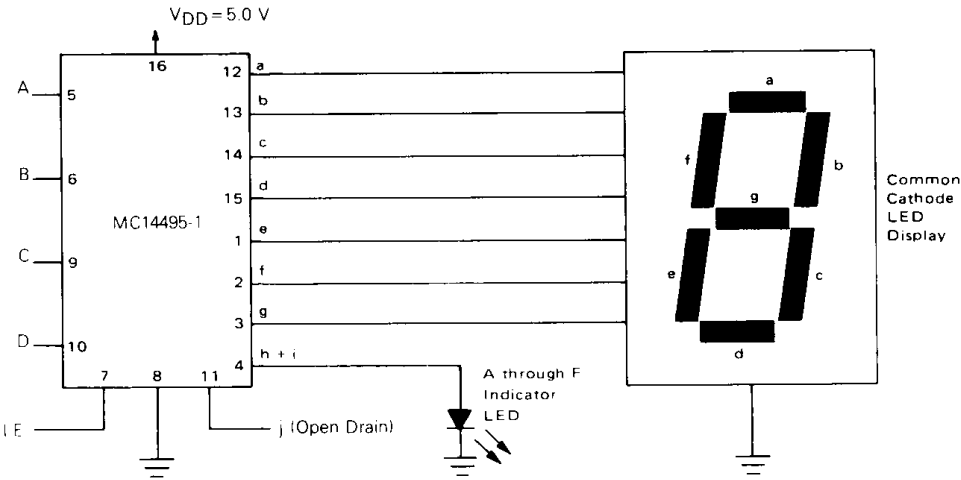 VDD = 5.0 V
16
A
5
B
6
C
9
D
10
MC14495-1
12
a
13
b
14
c
15
d
1
e
2
f
3
g
4
h + i
7
8
11
LE
j (Open Drain)
A through F
Indicator
LED
a
f
b
g
e
c
d
Common
Cathode
LED
Display